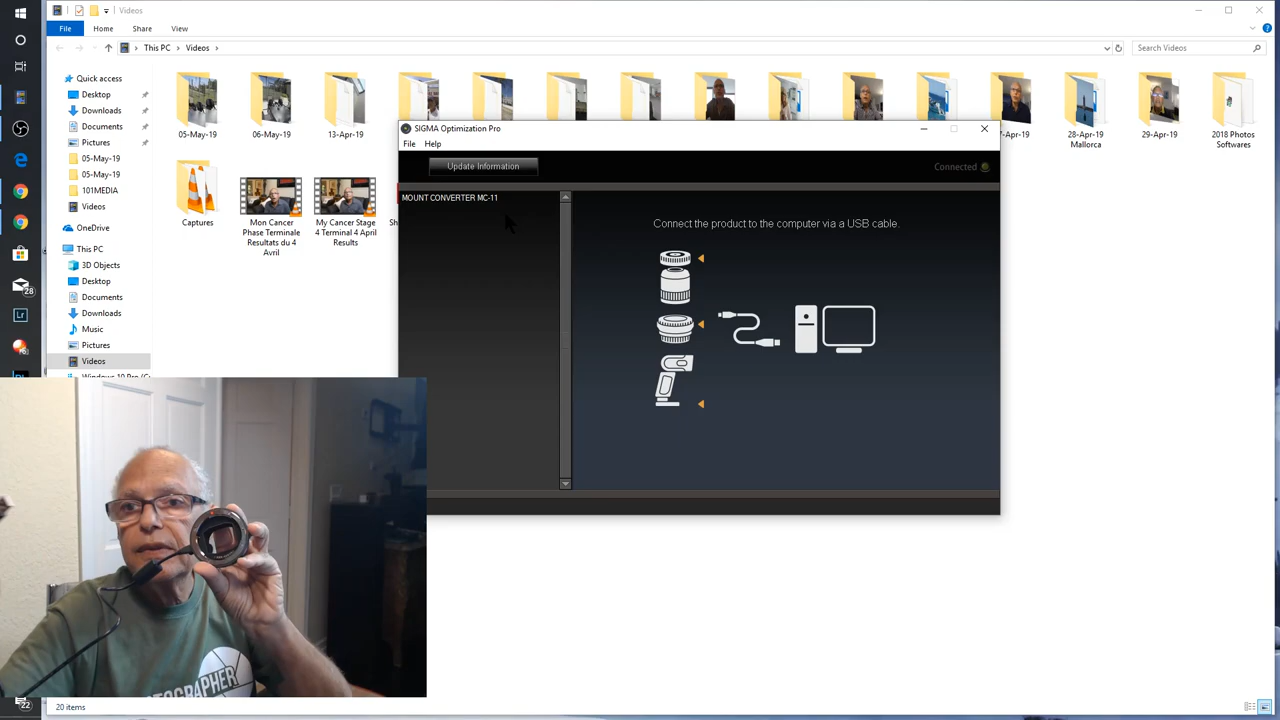 Videos
File
Home
Share
View
This PC
Videos
Search Videos
Quick access
Desktop
Downloads
Documents
Pictures
05-May-19
05-May-19
101MEDIA
Videos
OneDrive
This PC
3D Objects
Desktop
Documents
Downloads
Music
Pictures
Videos
05-May-19
06-May-19
13-Apr-19
28-Apr-19
Mallorca
29-Apr-19
2018 Photos
Softwares
Captures
Mon Cancer
Phase Terminale
Resultats du 4
Avril
My Cancer Stage
4 Terminal 4 April
Results
SIGMA Optimization Pro
File
Help
Update Information
Connected
MOUNT CONVERTER MC-11
Connect the product to the computer via a USB cable.
28
Lr
22
20 items